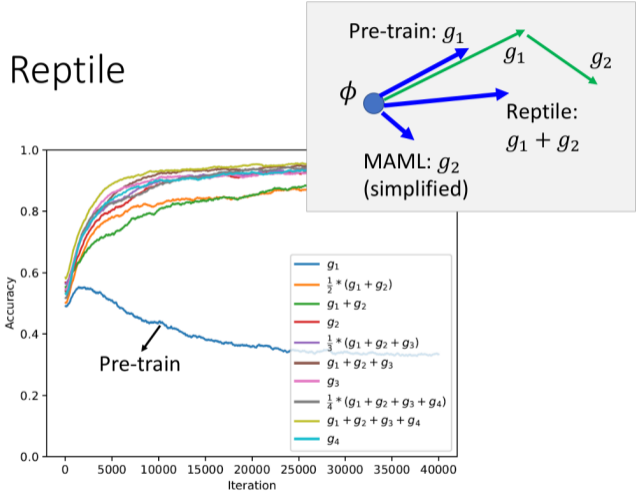 Reptile
Pre-train: g₁
g₁
g₂
ϕ
Reptile:
g₁ + g₂
MAML: g₂
(simplified)
1.0
0.8
0.6
0.4
0.2
0.0
Accuracy
Pre-train
g₁
½*(g₁ + g₂)
g₁ + g₂
g₂
⅓*(g₁ + g₂ + g₃)
g₁ + g₂ + g₃
g₃
¼*(g₁ + g₂ + g₃ + g₄)
g₁ + g₂ + g₃ + g₄
g₄
0 5000 10000 15000 20000 25000 30000 35000 40000
Iteration